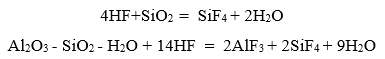 4HF+SiO₂ = SiF₄ + 2H₂O
Al₂O₃ - SiO₂ - H₂O + 14HF = 2AlF₃ + 2SiF₄ + 9H₂O